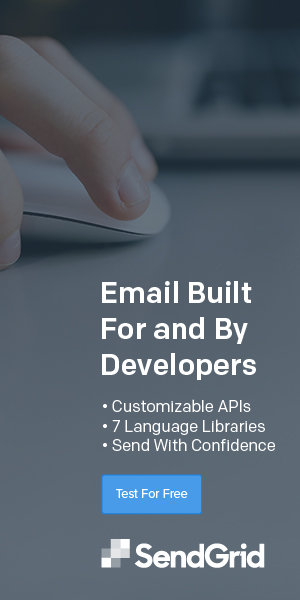 Email Built
For and By
Developers
• Customizable APIs
• 7 Language Libraries
• Send With Confidence
Test For Free
SendGrid